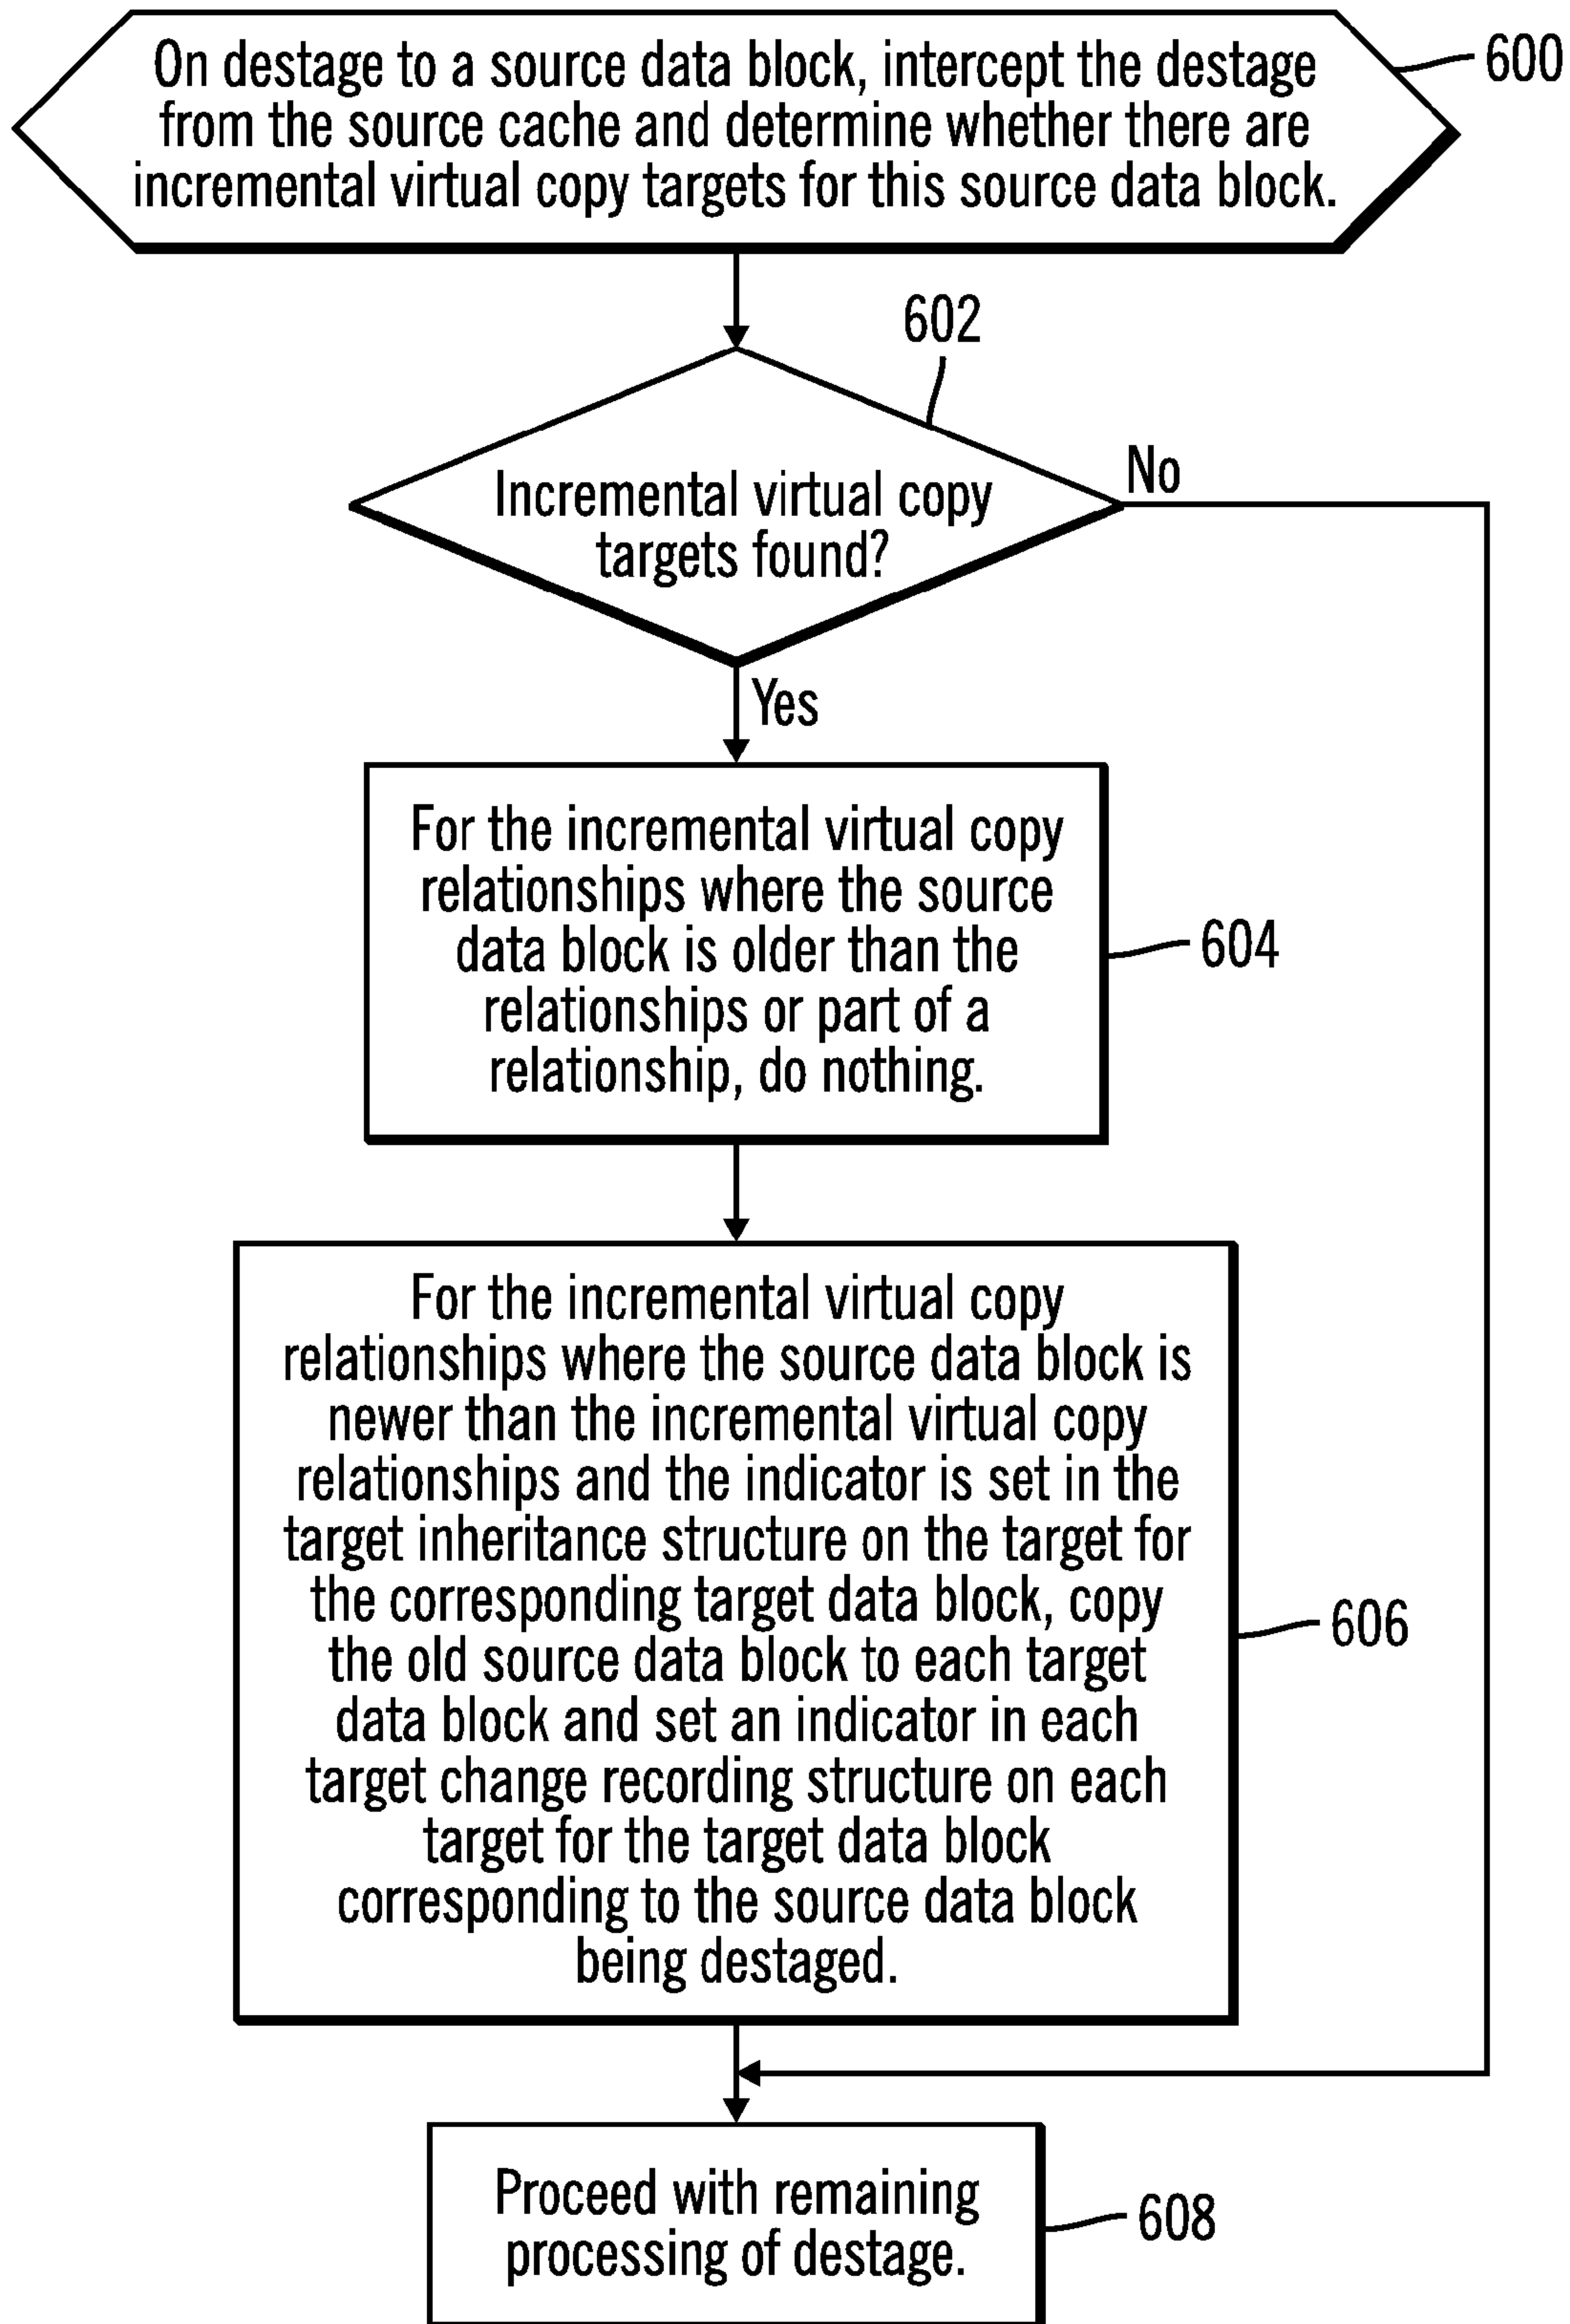 On destage to a source data block, intercept the destage
from the source cache and determine whether there are
incremental virtual copy targets for this source data block.
600
602
Incremental virtual copy
targets found?
No
Yes
For the incremental virtual copy
relationships where the source
data block is older than the
relationships or part of a
relationship, do nothing.
604
For the incremental virtual copy
relationships where the source data block is
newer than the incremental virtual copy
relationships and the indicator is set in the
target inheritance structure on the target for
the corresponding target data block, copy
the old source data block to each target
data block and set an indicator in each
target change recording structure on each
target for the target data block
corresponding to the source data block
being destaged.
606
Proceed with remaining
processing of destage.
608